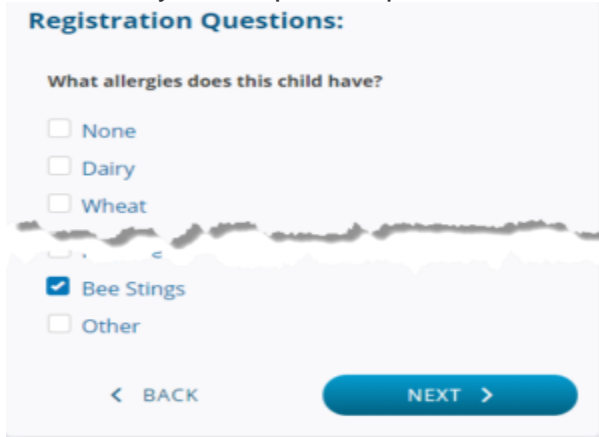 Registration Questions:
What allergies does this child have?
None
Dairy
Wheat
Bee Stings
Other
BACK
NEXT